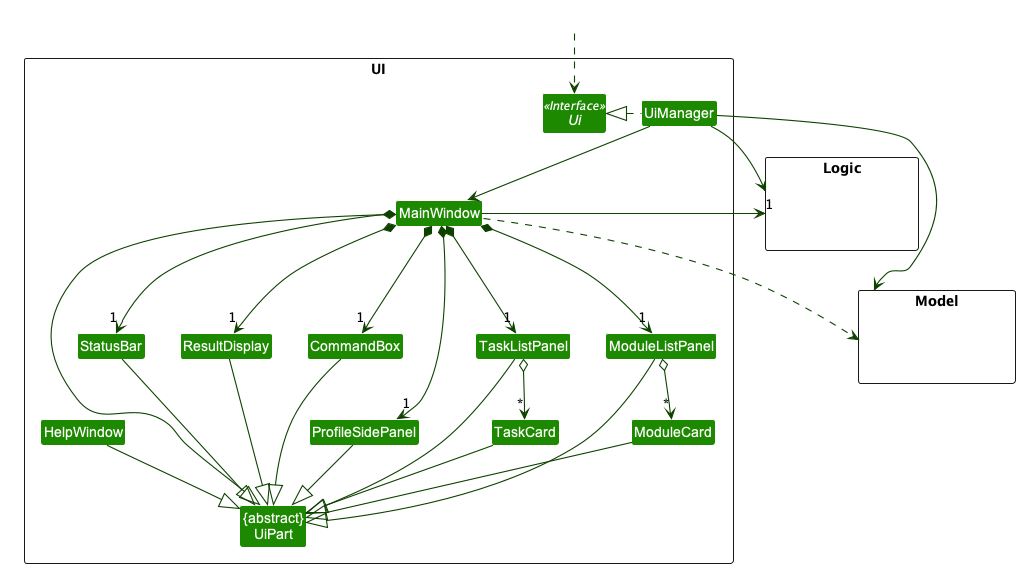 UI
«Interface»
Ui
UiManager
Logic
MainWindow
1
Model
1
1
1
1
1
StatusBar
ResultDisplay
CommandBox
TaskListPanel
ModuleListPanel
1
*
*
HelpWindow
ProfileSidePanel
TaskCard
ModuleCard
{abstract}
UiPart